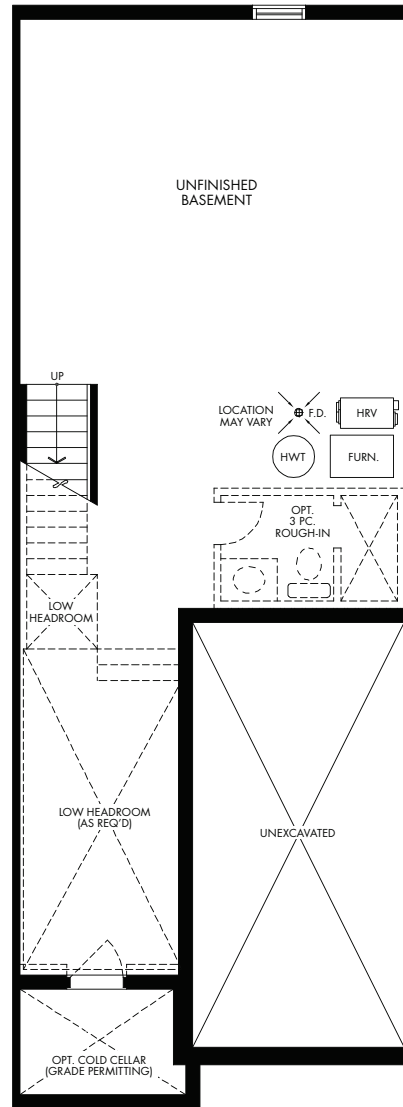 UNFINISHED
BASEMENT
UP
LOCATION
MAY VARY
F.D.
HRV
HWT
FURN.
OPT.
3 PC.
ROUGH-IN
LOW
HEADROOM
LOW HEADROOM
(AS REQ'D)
UNEXCAVATED
OPT. COLD CELLAR
(GRADE PERMITTING)